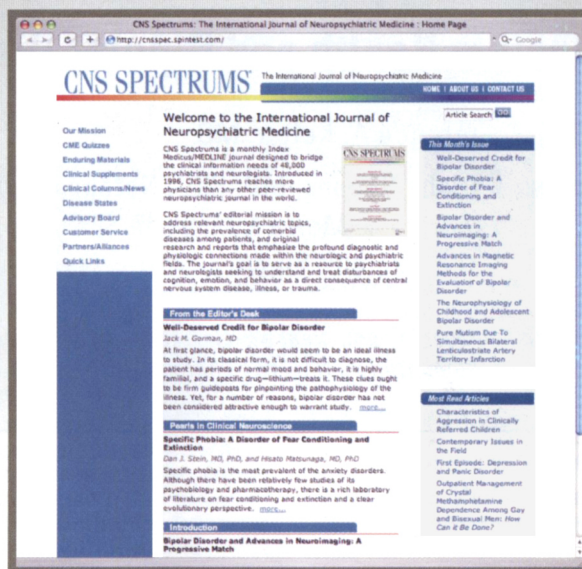 CNS Spectrums: The International Journal of Neuropsychiatric Medicine : Home Page
http://cnsspec.spintest.com/
Google
CNS SPECTRUMS
The International Journal of Neuropsychiatric Medicine
HOME | ABOUT US | CONTACT US
Article Search GO
Our Mission
CME Quizzes
Enduring Materials
Clinical Supplements
Clinical Columns/News
Disease States
Advisory Board
Customer Service
Partners/Alliances
Quick Links
Welcome to the International Journal of
Neuropsychiatric Medicine
CNS Spectrums is a monthly Index
Medicus/MEDLINE journal designed to bridge
the clinical information needs of 48,000
psychiatrists and neurologists. Introduced in
1996, CNS Spectrums reaches more
physicians than any other peer-reviewed
neuropsychiatric journal in the world.
CNS Spectrums' editorial mission is to
address relevant neuropsychiatric topics,
including the prevalence of comorbid
diseases among patients, and original
research and reports that emphasize the profound diagnostic and
physiologic connections made within the neurologic and psychiatric
fields. The journal's goal is to serve as a resource to psychiatrists
and neurologists seeking to understand and treat disturbances of
cognition, emotion, and behavior as a direct consequence of central
nervous system disease, illness, or trauma.
CNS SPECTRUMS
From the Editor's Desk
Well-Deserved Credit for Bipolar Disorder
Jack M. Gorman, MD
At first glance, bipolar disorder would seem to be an ideal illness
to study. In its classical form, it is not difficult to diagnose, the
patient has periods of normal mood and behavior, it is highly
familial, and a specific drug—lithium—treats it. These clues ought
to be firm guideposts for pinpointing the pathophysiology of the
illness. Yet, for a number of reasons, bipolar disorder has not
been considered attractive enough to warrant study. more...
Pearls in Clinical Neuroscience
Specific Phobia: A Disorder of Fear Conditioning and
Extinction
Dan J. Stein, MD, PhD, and Hisato Matsunaga, MD, PhD
Specific phobia is the most prevalent of the anxiety disorders.
Although there have been relatively few studies of its
psychobiology and pharmacotherapy, there is a rich laboratory
of literature on fear conditioning and extinction and a clear
evolutionary perspective. more...
Introduction
Bipolar Disorder and Advances in Neuroimaging: A
Progressive Match
This Month's Issue
Well-Deserved Credit for
Bipolar Disorder
Specific Phobia: A
Disorder of Fear
Conditioning and
Extinction
Bipolar Disorder and
Advances in
Neuroimaging: A
Progressive Match
Advances in Magnetic
Resonance Imaging
Methods for the
Evaluation of Bipolar
Disorder
The Neurophysiology of
Childhood and Adolescent
Bipolar Disorder
Pure Mutism Due To
Simultaneous Bilateral
Lenticulostriate Artery
Territory Infarction
Most Read Articles
Characteristics of
Aggression in Clinically
Referred Children
Contemporary Issues in
the Field
First Episode: Depression
and Panic Disorder
Outpatient Management
of Crystal
Methamphetamine
Dependence Among Gay
and Bisexual Men: How
Can it Be Done?